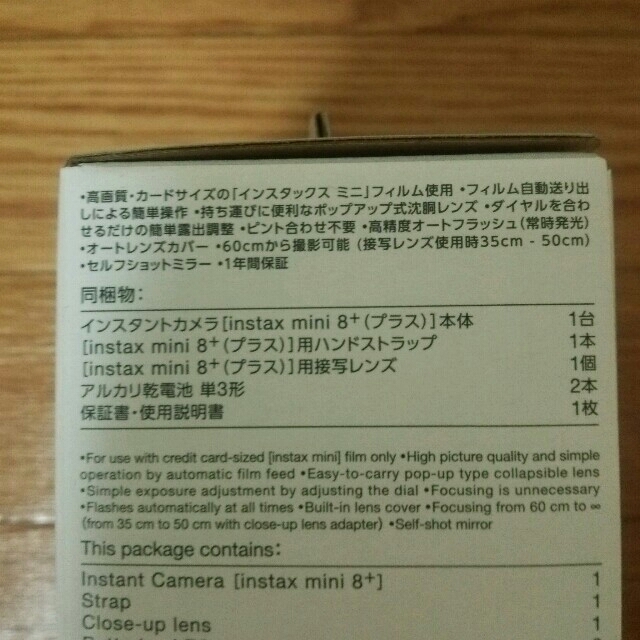 •高画質・カードサイズの「インスタックス ミニ」フィルム使用 •フィルム自動送り出
しによる簡単操作 •持ち運びに便利なポップアップ式沈胴レンズ •ダイヤルを合わ
せるだけの簡単露出調整 •ピント合わせ不要 •高精度オートフラッシュ(常時発光)
•オートレンズカバー •60cmから撮影可能 (接写レンズ使用時35cm - 50cm)
•セルフショットミラー •1年間保証
同梱物:
インスタントカメラ[instax mini 8+(プラス)]本体 1台
[instax mini 8+(プラス)]用ハンドストラップ 1本
[instax mini 8+(プラス)]用接写レンズ 1個
アルカリ乾電池 単3形 2本
保証書・使用説明書 1枚
•For use with credit card-sized [instax mini] film only •High picture quality and simple
operation by automatic film feed •Easy-to-carry pop-up type collapsible lens
•Simple exposure adjustment by adjusting the dial •Focusing is unnecessary
•Flashes automatically at all times •Built-in lens cover •Focusing from 60 cm to ∞
(from 35 cm to 50 cm with close-up lens adapter) •Self-shot mirror
This package contains:
Instant Camera [instax mini 8+] 1
Strap 1
Close-up lens 1